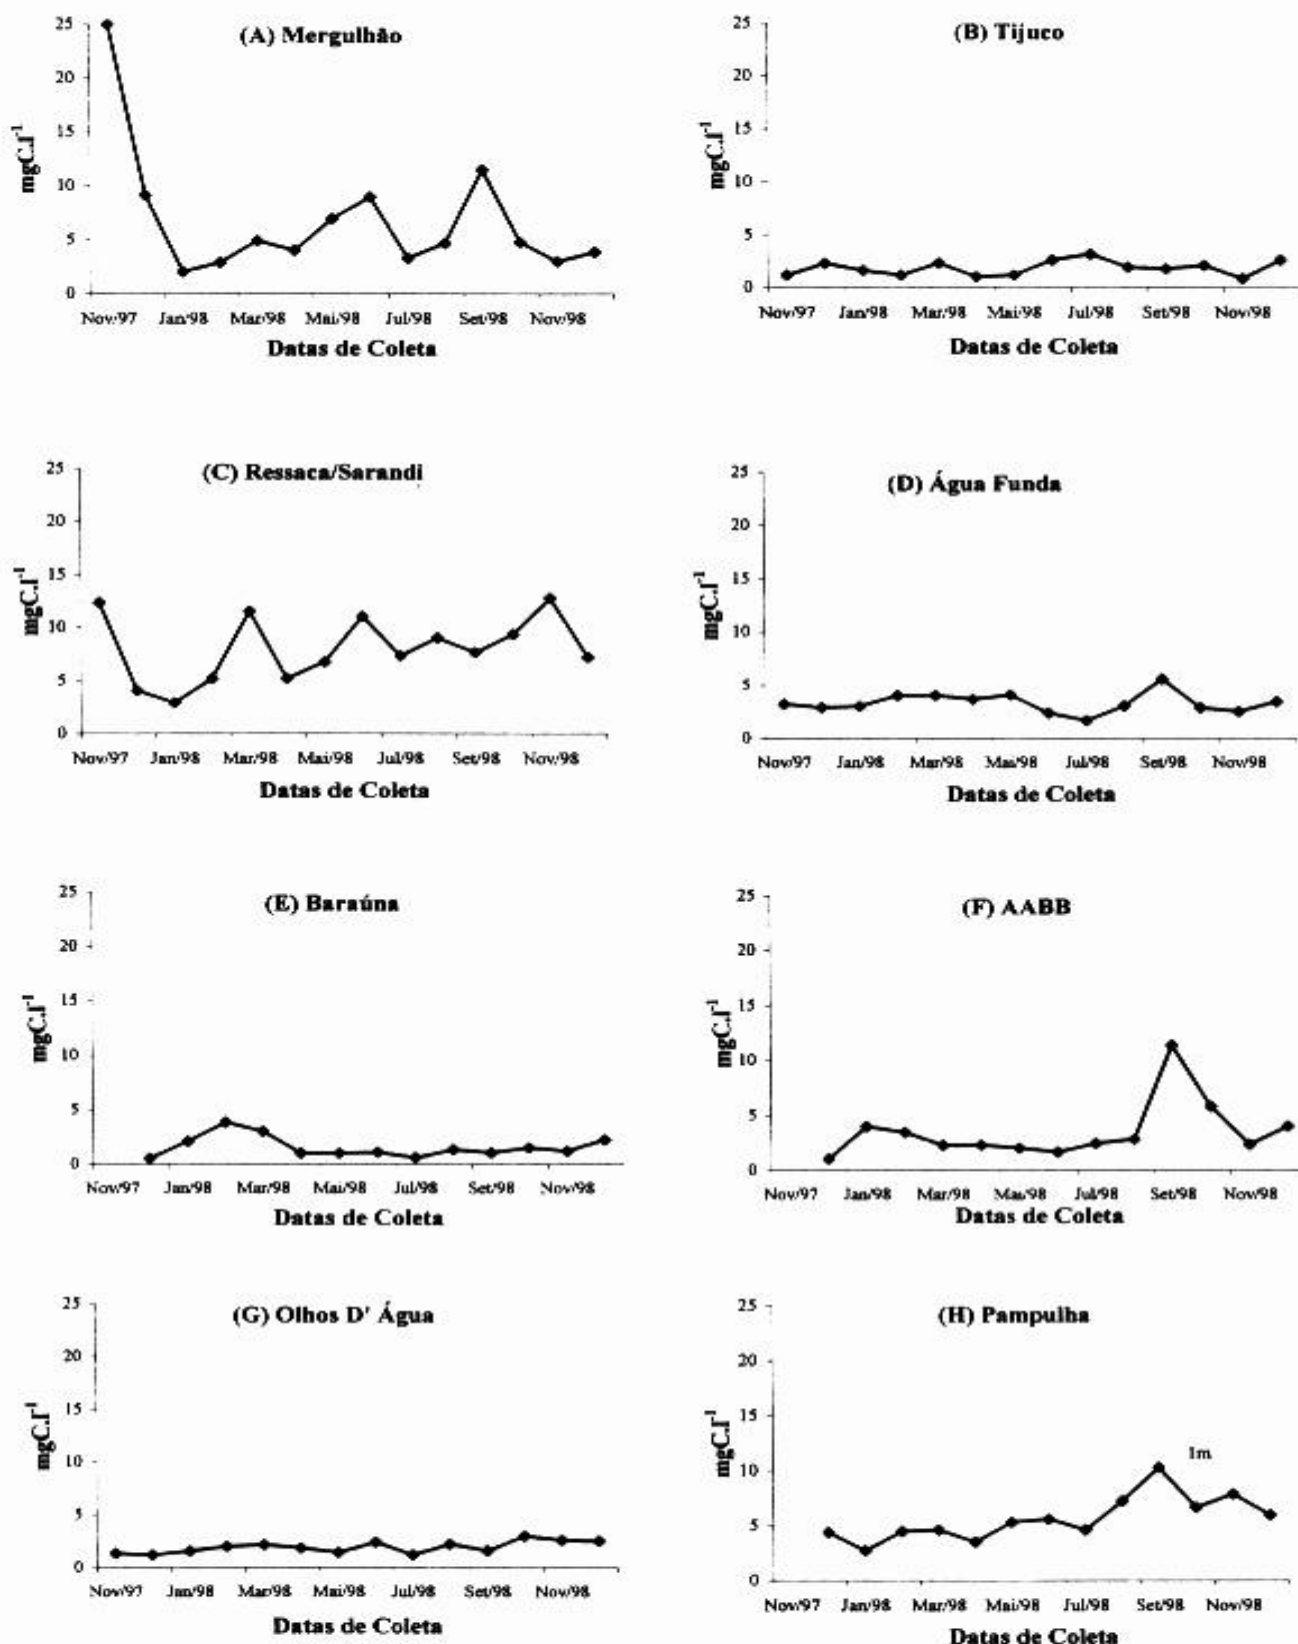 (A) Mergulhão
25
20
15
10
5
0
mgC.l⁻¹
Nov/97 Jan/98 Mar/98 Mai/98 Jul/98 Set/98 Nov/98
Datas de Coleta
(B) Tijuco
25
20
15
10
5
0
mgC.l⁻¹
Nov/97 Jan/98 Mar/98 Mai/98 Jul/98 Set/98 Nov/98
Datas de Coleta
(C) Ressaca/Sarandi
25
20
15
10
5
0
mgC.l⁻¹
Nov/97 Jan/98 Mar/98 Mai/98 Jul/98 Set/98 Nov/98
Datas de Coleta
(D) Água Funda
25
20
15
10
5
0
mgC.l⁻¹
Nov/97 Jan/98 Mar/98 Mai/98 Jul/98 Set/98 Nov/98
Datas de Coleta
(E) Baraúna
25
20
15
10
5
0
mgC.l⁻¹
Nov/97 Jan/98 Mar/98 Mai/98 Jul/98 Set/98 Nov/98
Datas de Coleta
(F) AABB
25
20
15
10
5
0
mgC.l⁻¹
Nov/97 Jan/98 Mar/98 Mai/98 Jul/98 Set/98 Nov/98
Datas de Coleta
(G) Olhos D' Água
25
20
15
10
5
0
mgC.l⁻¹
Nov/97 Jan/98 Mar/98 Mai/98 Jul/98 Set/98 Nov/98
Datas de Coleta
(H) Pampulha
25
20
15
10
5
0
mgC.l⁻¹
1m
Nov/97 Jan/98 Mar/98 Mai/98 Jul/98 Set/98 Nov/98
Datas de Coleta